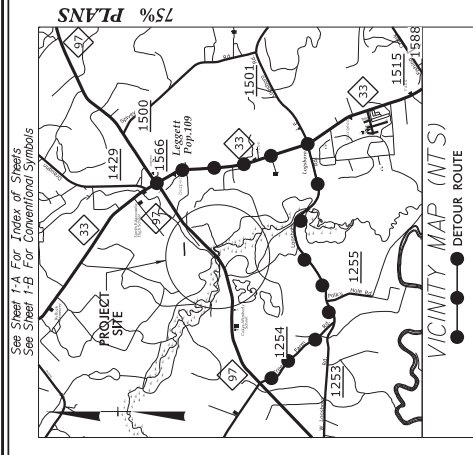 See Sheet 1-A For Index of Sheets
See Sheet 1-B For Conventional Symbols
75% PLANS
33
97
1429
1500
1566
97
Leggett
Pop.109
PROJECT
SITE
33
1501
97
1254
1255
1253
33
1515
1588
VICINITY MAP (NTS)
DETOUR ROUTE